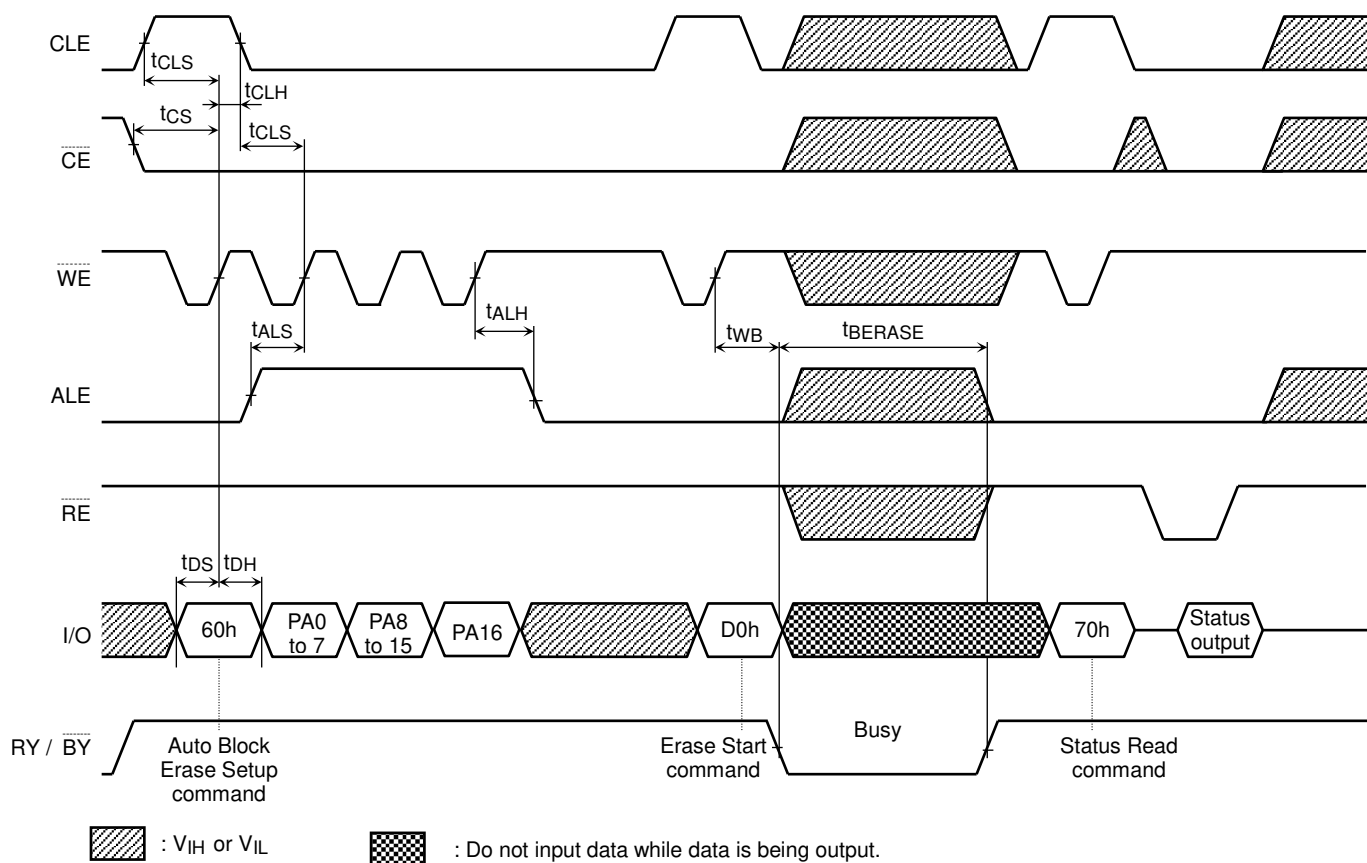 CLE
tCLS
tCLH
tCS
tCLS
CE
WE
tALS
tALH
tWB
tBERASE
ALE
RE
tDS
tDH
I/O
60h
PA0
to 7
PA8
to 15
PA16
D0h
70h
Status
output
RY / BY
Auto Block
Erase Setup
command
Erase Start
command
Busy
Status Read
command
: VIH or VIL
: Do not input data while data is being output.